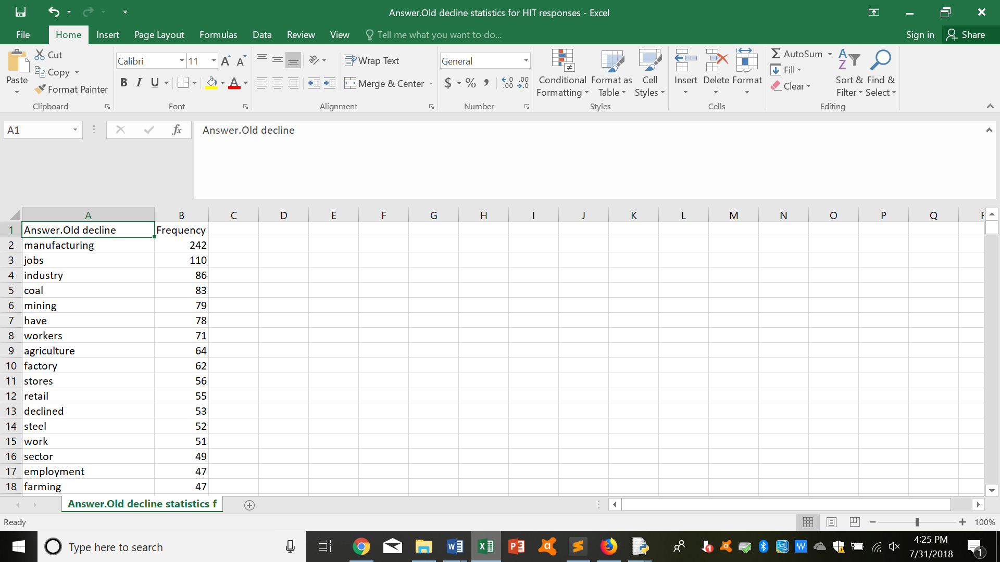 Answer.Old decline statistics for HIT responses - Excel
File Home Insert Page Layout Formulas Data Review View Tell me what you want to do... Sign in Share
Paste
Cut
Copy
Format Painter
Clipboard
Calibri 11
B I U A
Font
Wrap Text
Merge & Center
Alignment
General
$ % , .0 .00 .00 .0
Number
Conditional Formatting
Format as Table
Cell Styles
Styles
Insert Delete Format
Cells
AutoSum
Fill
Clear
Sort & Filter
Find & Select
Editing
A1 fx Answer.Old decline
A B C D E F G H I J K L M N O P Q
1 Answer.Old decline Frequency
2 manufacturing 242
3 jobs 110
4 industry 86
5 coal 83
6 mining 79
7 have 78
8 workers 71
9 agriculture 64
10 factory 62
11 stores 56
12 retail 55
13 declined 53
14 steel 52
15 work 51
16 sector 49
17 employment 47
18 farming 47
Answer.Old decline statistics f
Ready 100%
Type here to search
4:25 PM
7/31/2018
1